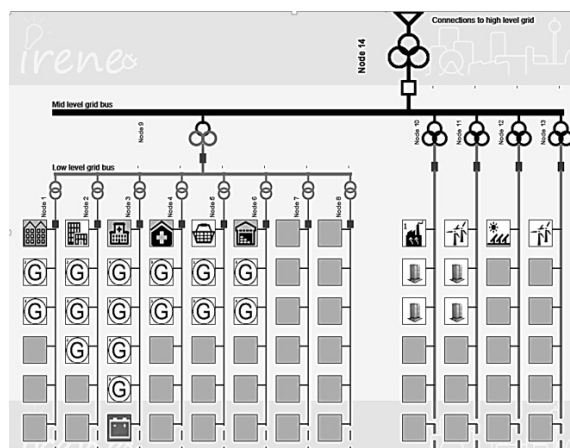 Connections to high level grid
irene
Node 14
Mid level grid bus
Node 9
Node 10
Node 11
Node 12
Node 13
Low level grid bus
Node 1
Node 2
Node 3
Node 4
Node 5
Node 6
Node 7
Node 8
G G G G G G
G G G G G G
G G
G